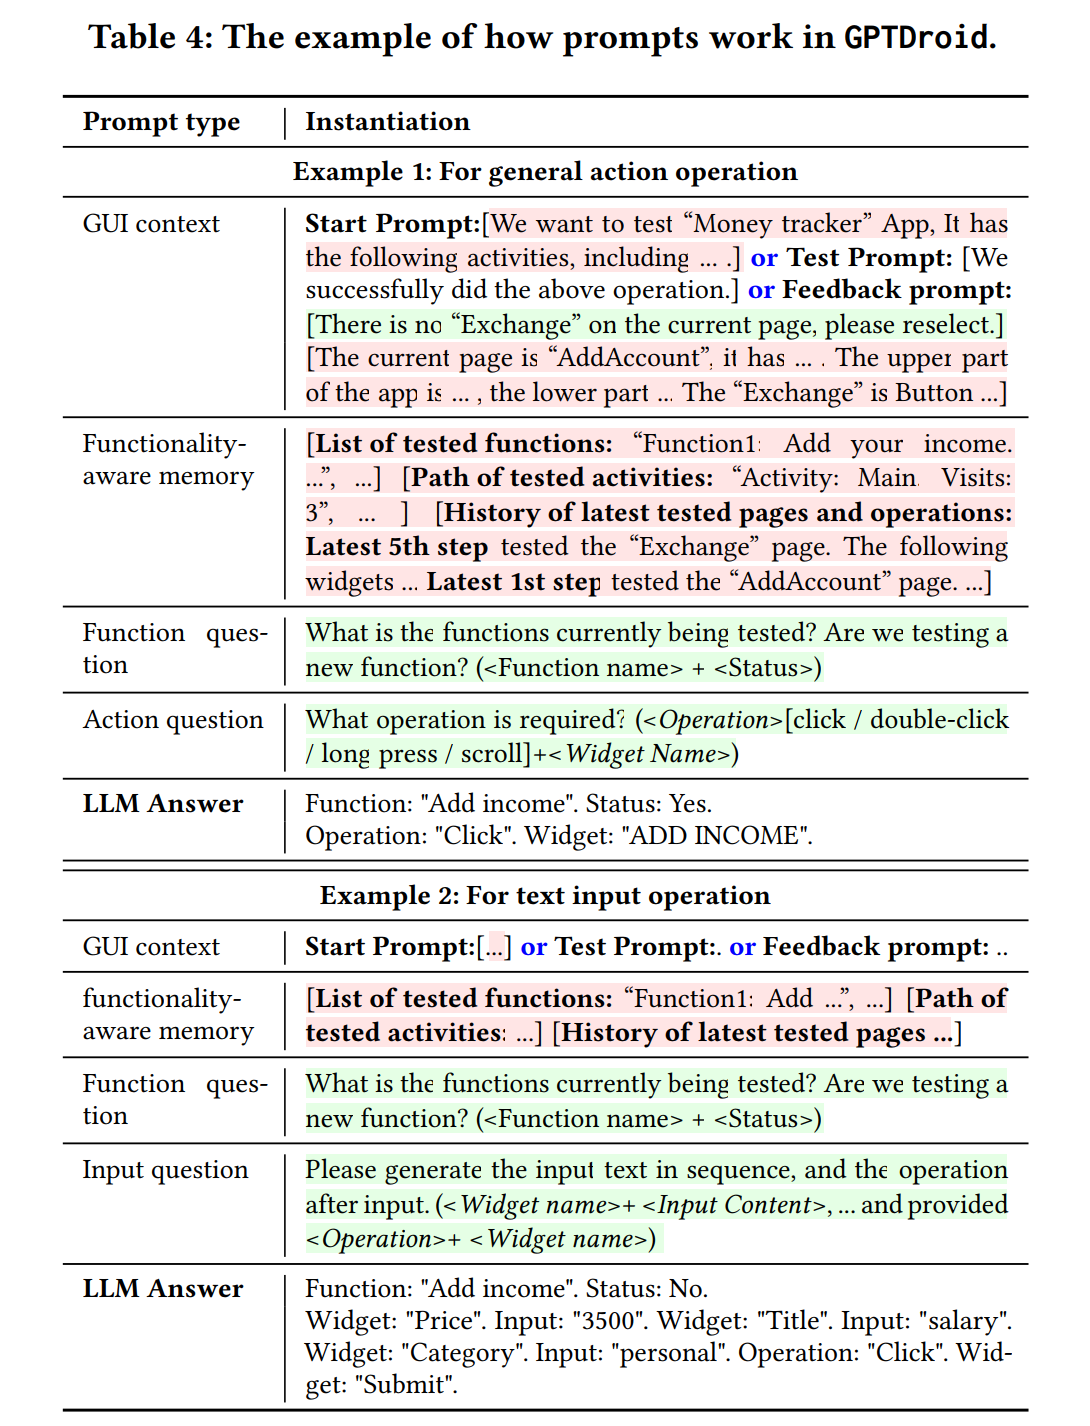 Table 4: The example of how prompts work in GPTDroid.
Prompt type Instantiation
Example 1: For general action operation
GUI context
Start Prompt:[We want to test “Money tracker” App, It has
the following activities, including ... .] or Test Prompt: [We
successfully did the above operation.] or Feedback prompt:
[There is no “Exchange” on the current page, please reselect.]
[The current page is “AddAccount”, it has ... . The upper part
of the app is ... , the lower part ... The “Exchange” is Button ...]
Functionality-
aware memory
[List of tested functions: “Function1: Add your income.
...”, ...] [Path of tested activities: “Activity: Main. Visits:
3”, ... ] [History of latest tested pages and operations:
Latest 5th step tested the “Exchange” page. The following
widgets ... Latest 1st step tested the “AddAccount” page. ...]
Function ques-
tion
What is the functions currently being tested? Are we testing a
new function? (<Function name> + <Status>)
Action question
What operation is required? (<Operation>[click / double-click
/ long press / scroll]+<Widget Name>)
LLM Answer
Function: "Add income". Status: Yes.
Operation: "Click". Widget: "ADD INCOME".
Example 2: For text input operation
GUI context
Start Prompt:[...] or Test Prompt:. or Feedback prompt: ..
functionality-
aware memory
[List of tested functions: “Function1: Add ...”, ...] [Path of
tested activities: ...] [History of latest tested pages ...]
Function ques-
tion
What is the functions currently being tested? Are we testing a
new function? (<Function name> + <Status>)
Input question
Please generate the input text in sequence, and the operation
after input. (<Widget name>+ <Input Content>, ... and provided
<Operation>+ <Widget name>)
LLM Answer
Function: "Add income". Status: No.
Widget: "Price". Input: "3500". Widget: "Title". Input: "salary".
Widget: "Category". Input: "personal". Operation: "Click". Wid-
get: "Submit".